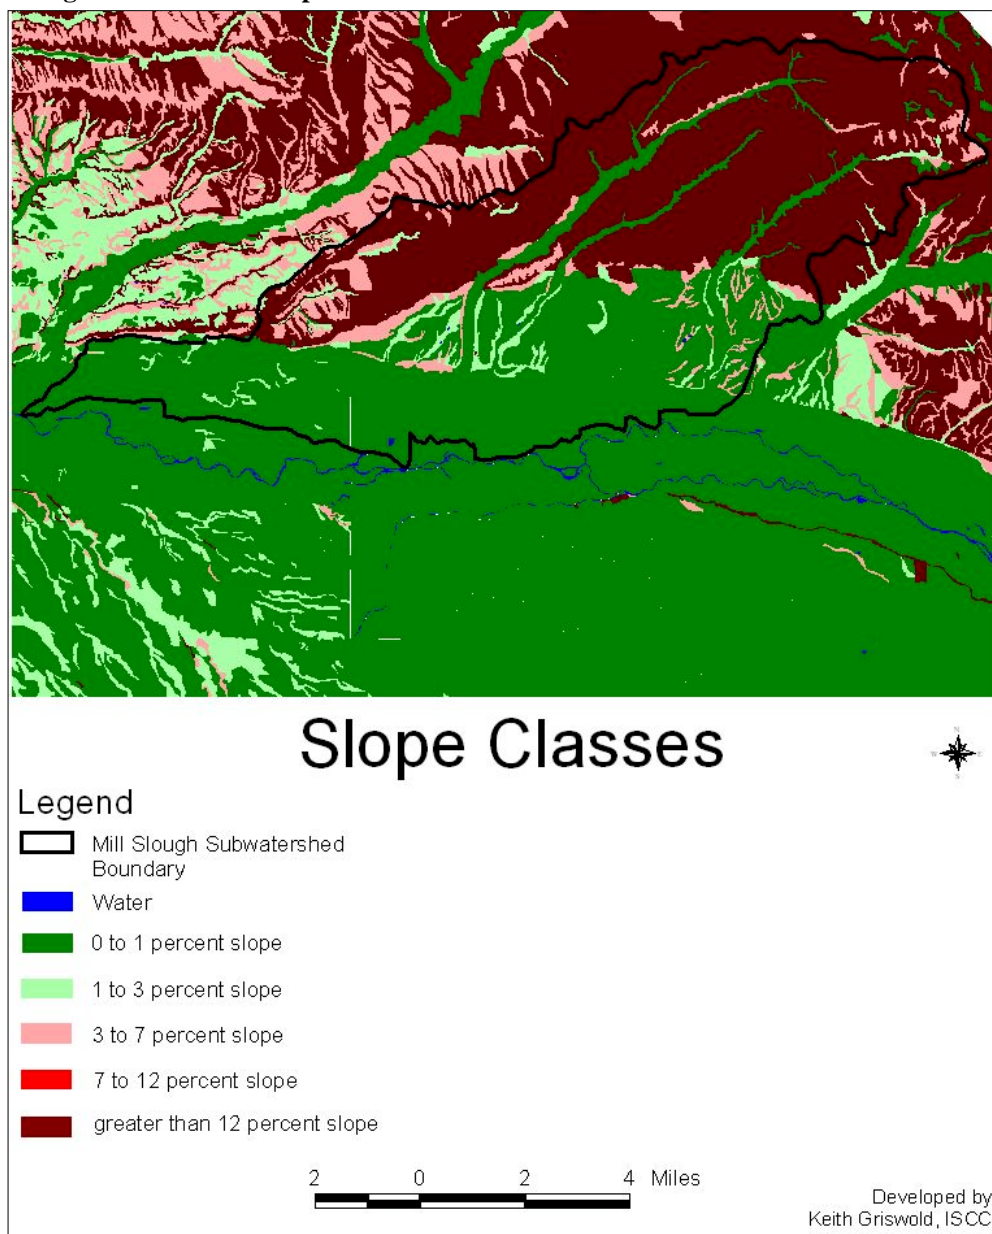 Slope Classes
N
W E
S
Legend
Mill Slough Subwatershed
Boundary
Water
0 to 1 percent slope
1 to 3 percent slope
3 to 7 percent slope
7 to 12 percent slope
greater than 12 percent slope
2 0 2 4 Miles
Developed by
Keith Griswold, ISCC